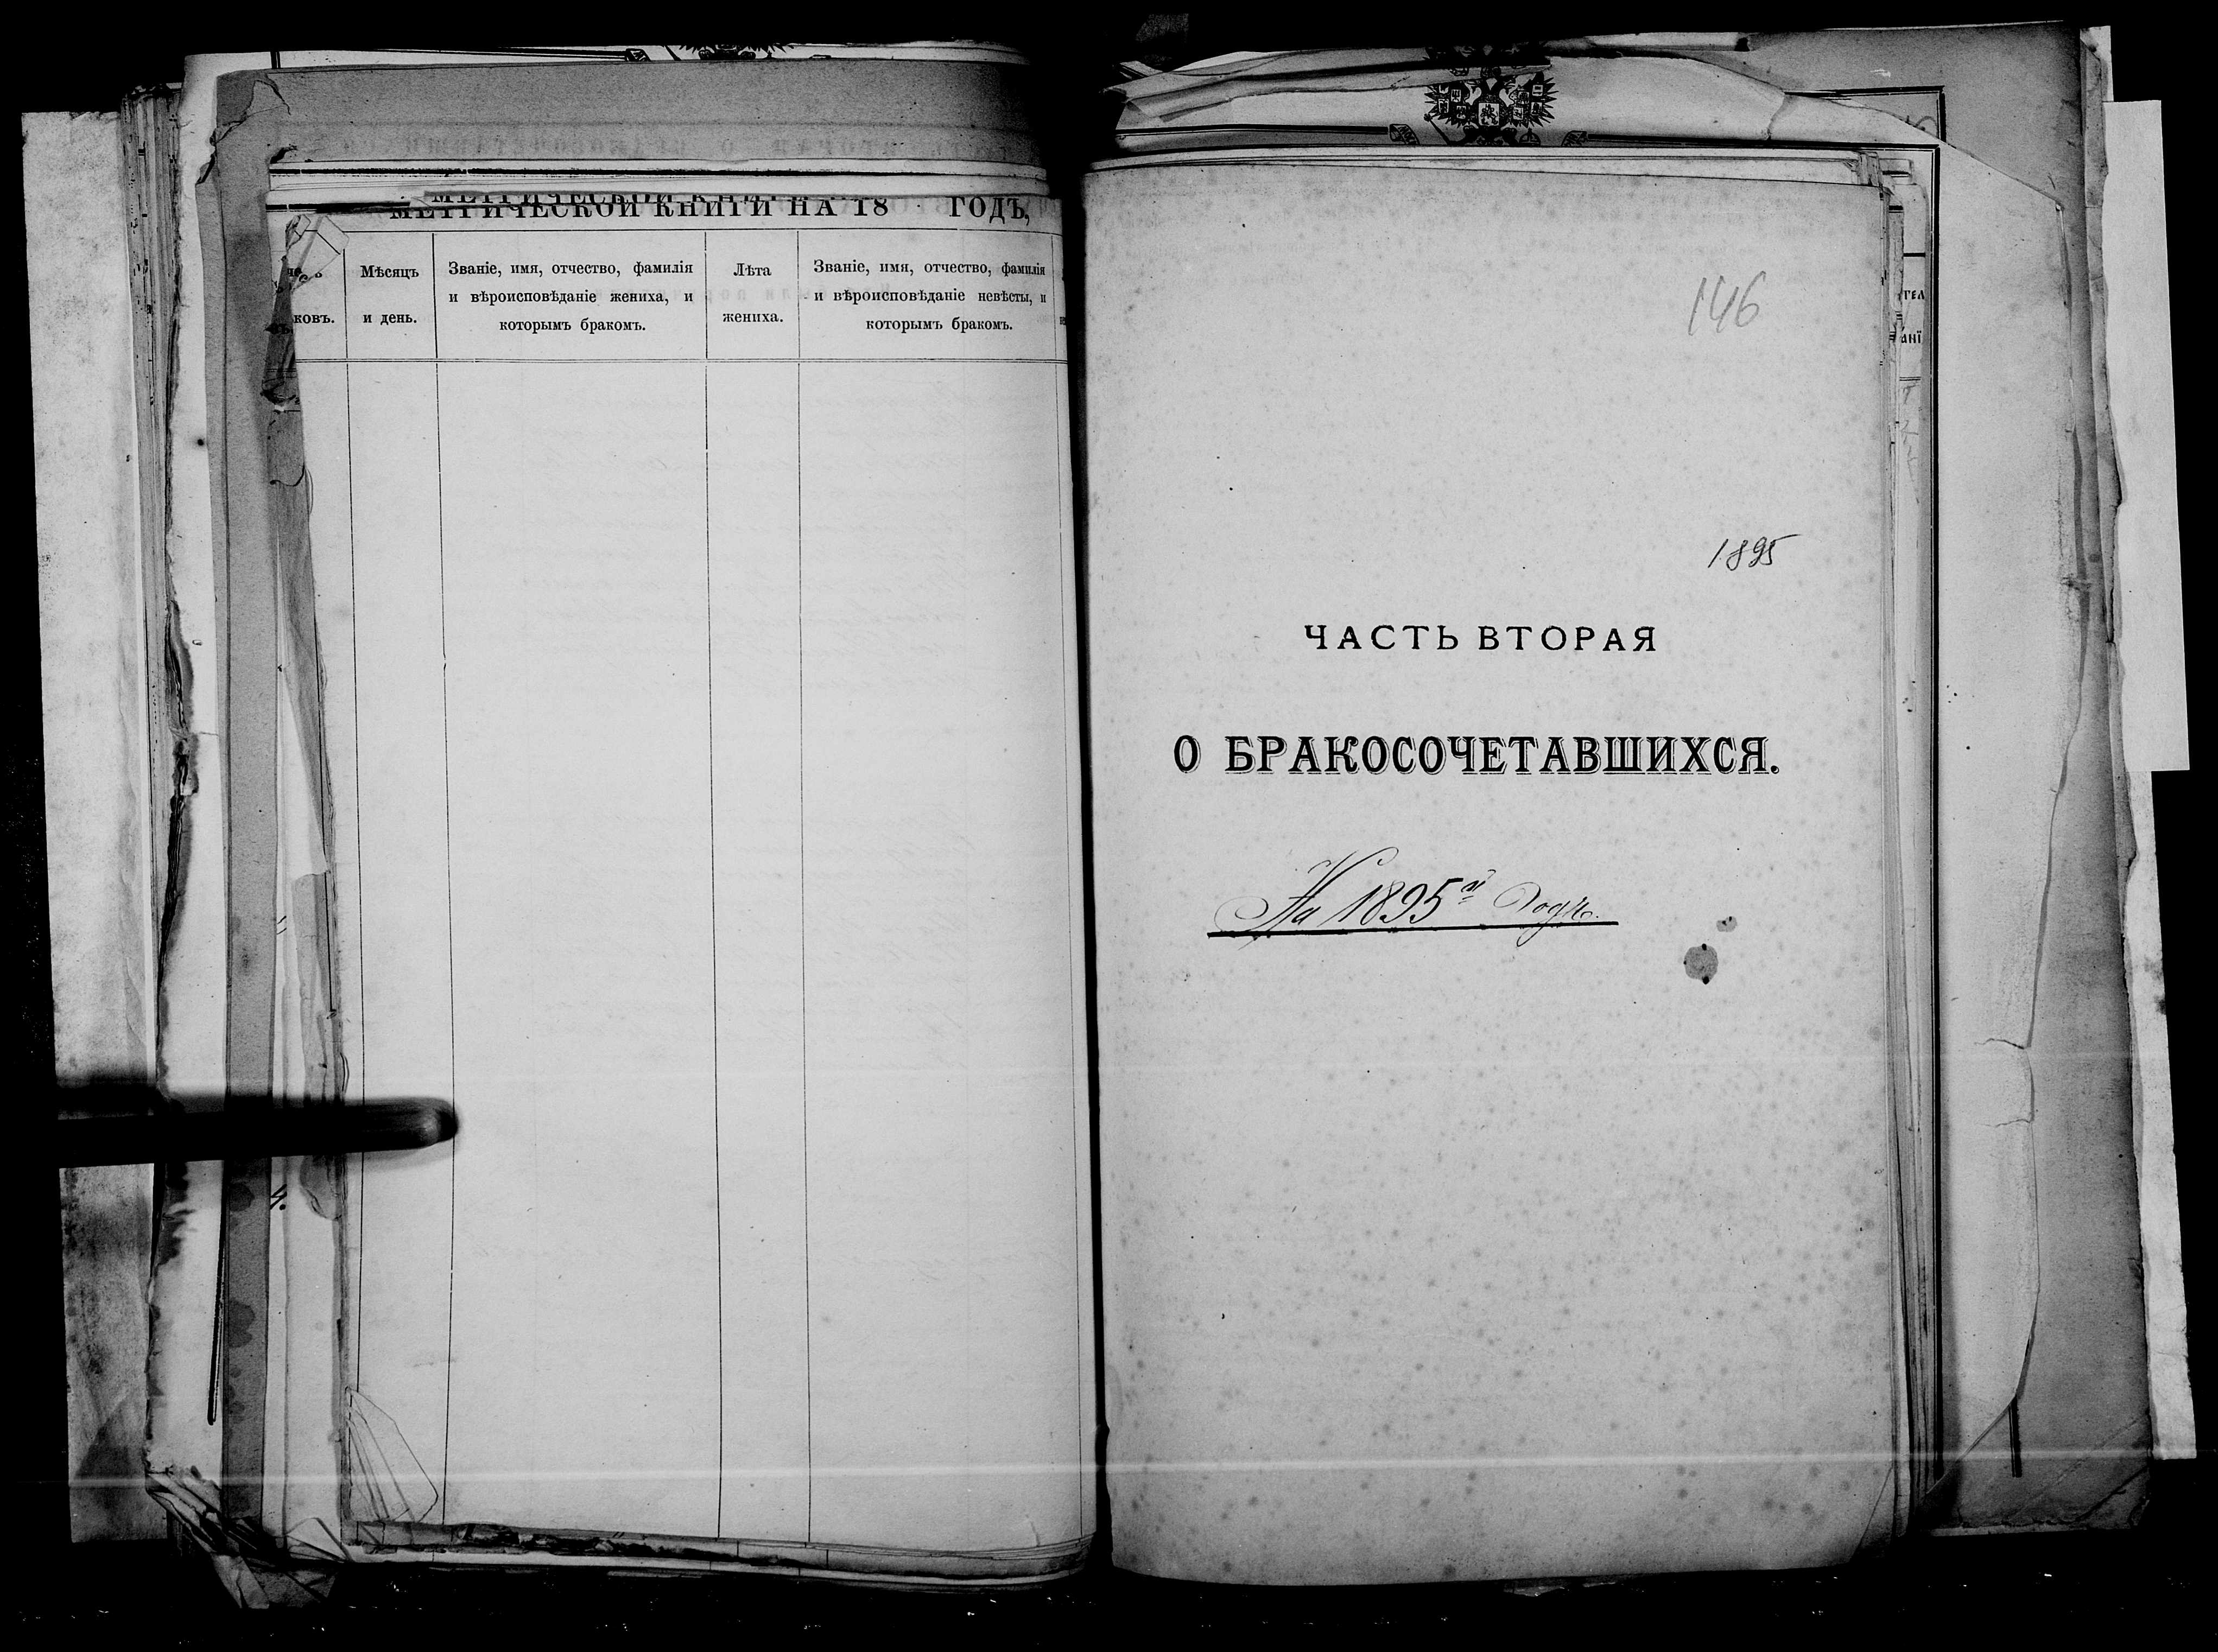 МЕТРИЧЕСКОЙ КНИГИ НА 18 ГОДЪ,
ковъ.
Мѣсяцъ
и день.
Званіе, имя, отчество, фамилія
и вѣроисповѣданіе жениха, и
которымъ бракомъ.
Лѣта
жениха.
Званіе, имя, отчество, фамилія
и вѣроисповѣданіе невѣсты, и
которымъ бракомъ.
146
1895
ЧАСТЬ ВТОРАЯ
О БРАКОСОЧЕТАВШИХСЯ.
На 1895й Годъ.